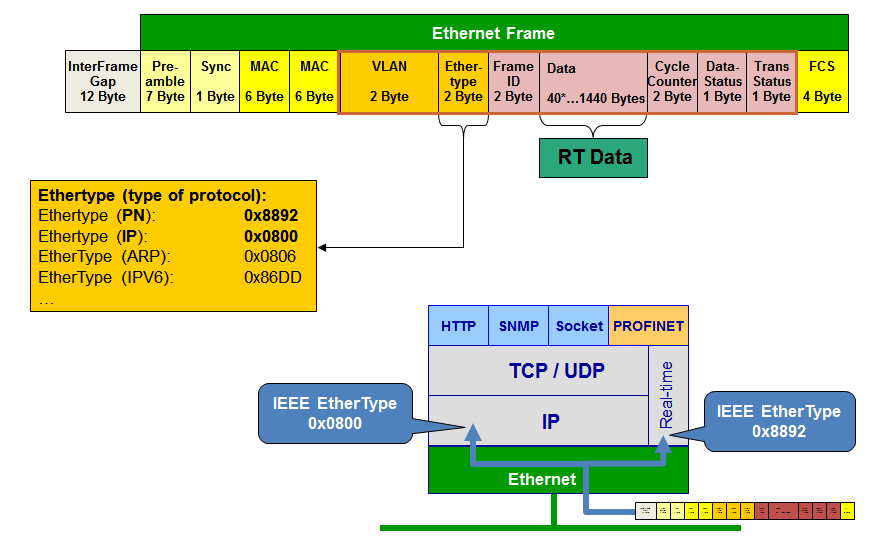 Ethernet Frame
InterFrame Gap 12 Byte
Pre-amble 7 Byte
Sync 1 Byte
MAC 6 Byte
MAC 6 Byte
VLAN 2 Byte
Ether-type 2 Byte
Frame ID 2 Byte
Data 40*...1440 Bytes
Cycle Counter 2 Byte
Data-Status 1 Byte
Trans Status 1 Byte
FCS 4 Byte
RT Data
Ethertype (type of protocol):
Ethertype (PN): 0x8892
Ethertype (IP): 0x0800
EtherType (ARP): 0x0806
EtherType (IPV6): 0x86DD
...
HTTP SNMP Socket PROFINET
TCP / UDP
Real-time
IEEE EtherType
0x0800
IP
IEEE EtherType
0x8892
Ethernet